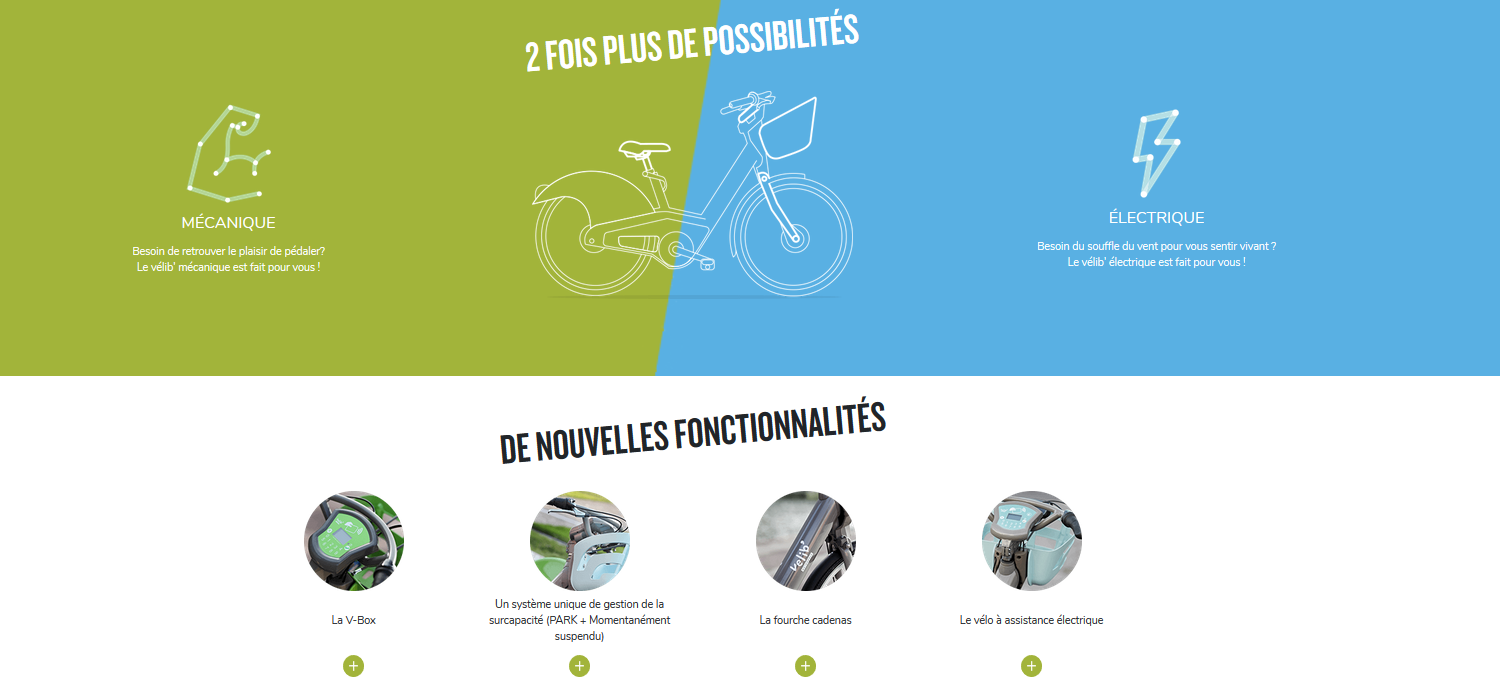 2 FOIS PLUS DE POSSIBILITÉS
MÉCANIQUE
Besoin de retrouver le plaisir de pédaler?
Le vélib' mécanique est fait pour vous !
ÉLECTRIQUE
Besoin du souffle du vent pour vous sentir vivant ?
Le vélib' électrique est fait pour vous !
DE NOUVELLES FONCTIONNALITÉS
velib'
La V-Box
Un système unique de gestion de la
surcapacité (PARK + Momentanément
suspendu)
La fourche cadenas
Le vélo à assistance électrique